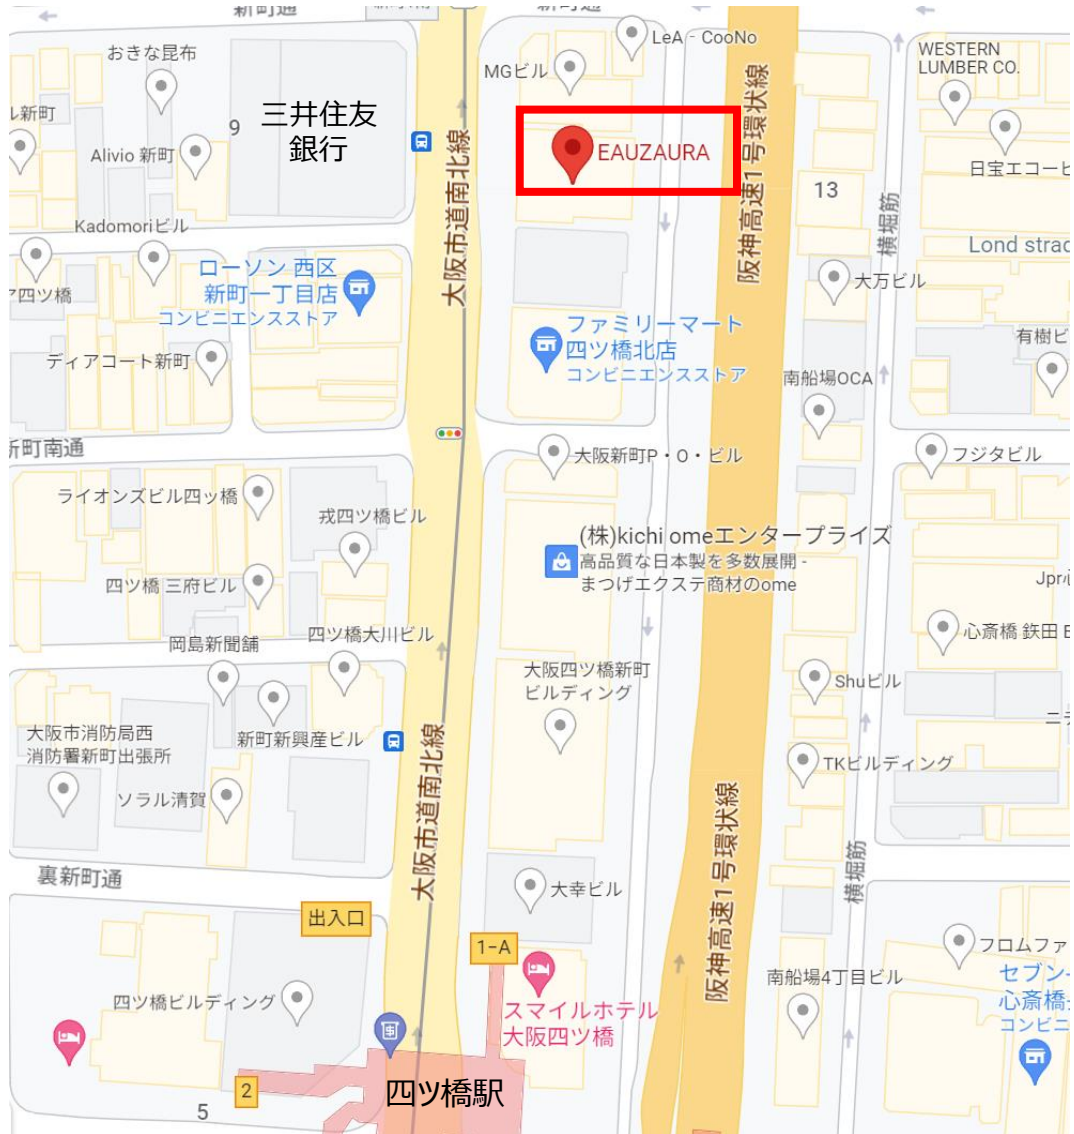 新町通
新町通
おきな昆布
LeA - CooNo
MGビル
WESTERN
LUMBER CO.
三井住友
銀行
9
ル新町
Alivio 新町
EAUZAURA
日宝エコービ
13
大阪市道南北線
阪神高速1号環状線
横堀筋
Kadomoriビル
Lond strac
ローソン 西区
新町一丁目店
コンビニエンスストア
ア四ツ橋
大万ビル
ファミリーマート
四ツ橋北店
コンビニエンスストア
有樹ビ
ディアコート新町
南船場OCA
新町南通
大阪新町P・O・ビル
フジタビル
ライオンズビル四ッ橋
戎四ツ橋ビル
(株)kichi omeエンタープライズ
高品質な日本製を多数展開 -
まつげエクステ商材のome
四ツ橋 三府ビル
Jpr心
岡島新聞舗
四ツ橋大川ビル
心斎橋 鉄田 B
大阪四ツ橋新町
ビルディング
Shuビル
大阪市消防局西
消防署新町出張所
新町新興産ビル
TKビルディング
ソラル清賀
大阪市道南北線
阪神高速1号環状線
横堀筋
裏新町通
大幸ビル
出入口
1-A
フロムファ
四ツ橋ビルディング
スマイルホテル
大阪四ツ橋
南船場4丁目ビル
セブン-
心斎橋
コンビニ
2
四ツ橋駅
5